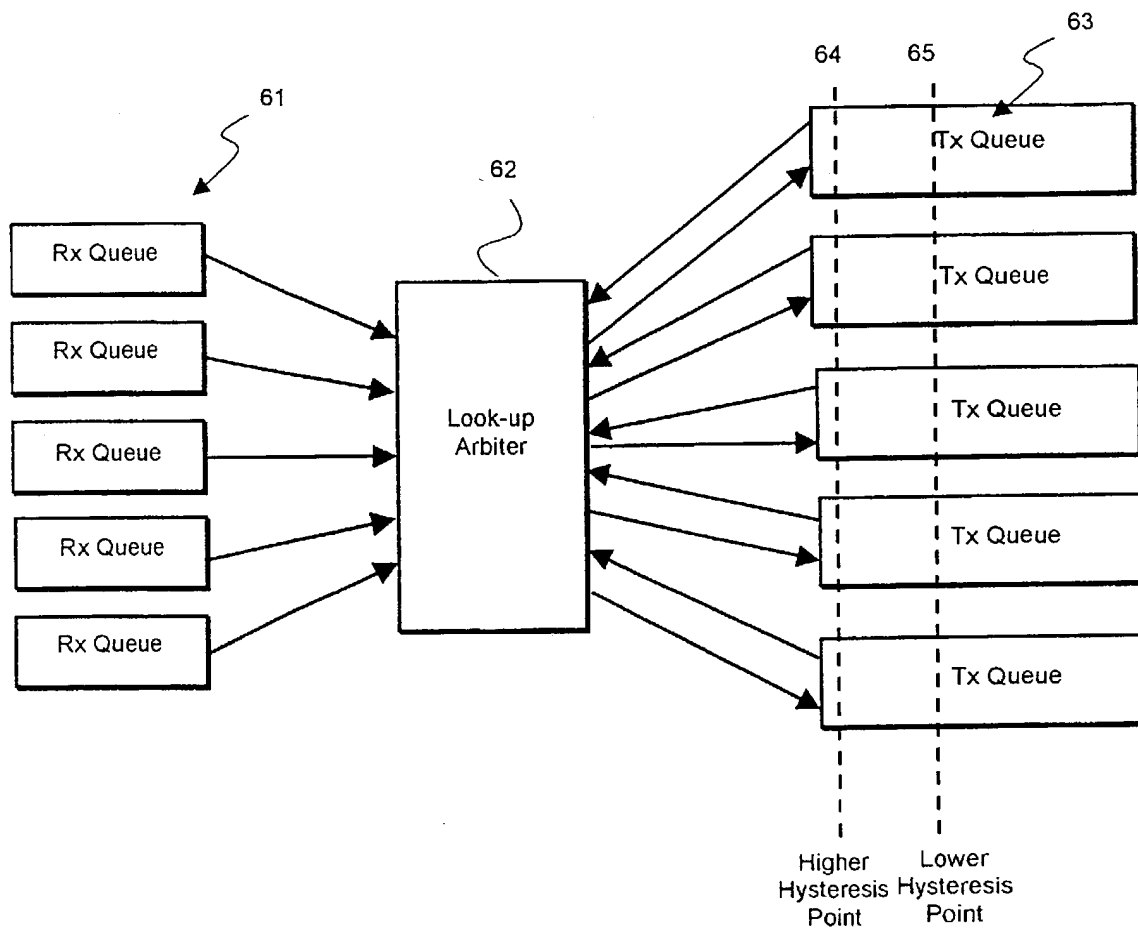 63
64
65
61
Tx Queue
62
Rx Queue
Tx Queue
Rx Queue
Look-up
Arbiter
Tx Queue
Rx Queue
Tx Queue
Rx Queue
Rx Queue
Tx Queue
Higher
Hysteresis
Point
Lower
Hysteresis
Point